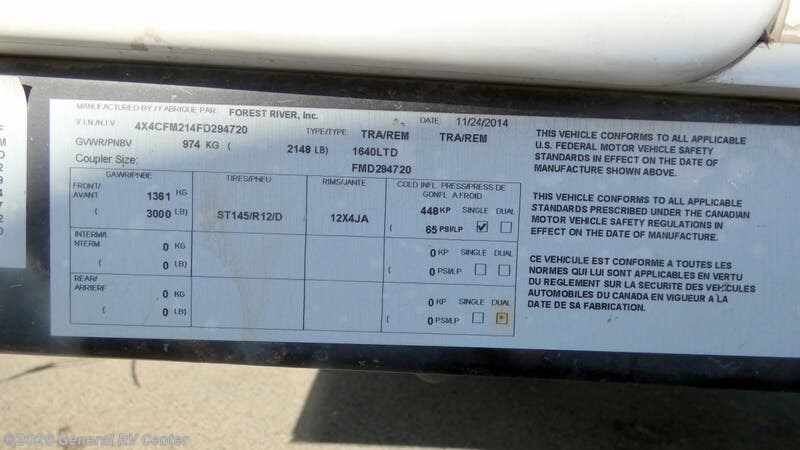 MANUFACTURED BY / FABRIQUE PAR: FOREST RIVER, Inc. DATE: 11/24/2014
V.I.N./N.I.V 4X4CFM214FD294720 TYPE/TYPE: TRA/REM TRA/REM
GVWR/PNBV 974 KG ( 2148 LB) 1640LTD
Coupler Size: FMD294720
GAWR/PNBE TIRES/PNEU RIMS/JANTE COLD INFL. PRESS/PRESS DE GONFL. A FROID
FRONT/ AVANT 1361 KG ST145/R12/D 12X4JA 448 KP SINGLE DUAL
( 3000 LB) ( 65 PSI/LP
INTERM/I NTERM 0 KG 0 KP SINGLE DUAL
( 0 LB) ( 0 PSI/LP
REAR/ ARRIERE 0 KG 0 KP SINGLE DUAL
( 0 LB) ( 0 PSI/LP
THIS VEHICLE CONFORMS TO ALL APPLICABLE
U.S. FEDERAL MOTOR VEHICLE SAFETY
STANDARDS IN EFFECT ON THE DATE OF
MANUFACTURE SHOWN ABOVE.
THIS VEHICLE CONFORMS TO ALL APPLICABLE
STANDARDS PRESCRIBED UNDER THE CANADIAN
MOTOR VEHICLE SAFETY REGULATIONS IN
EFFECT ON THE DATE OF MANUFACTURE.
CE VEHICULE EST CONFORME A TOUTES LES
NORMES QUI LUI SONT APPLICABLES EN VERTU
DU REGLEMENT SUR LA SECURITE DES VEHICULES
AUTOMOBILES DU CANADA EN VIGUEUR A LA
DATE DE SA FABRICATION.
©2026 General RV Center